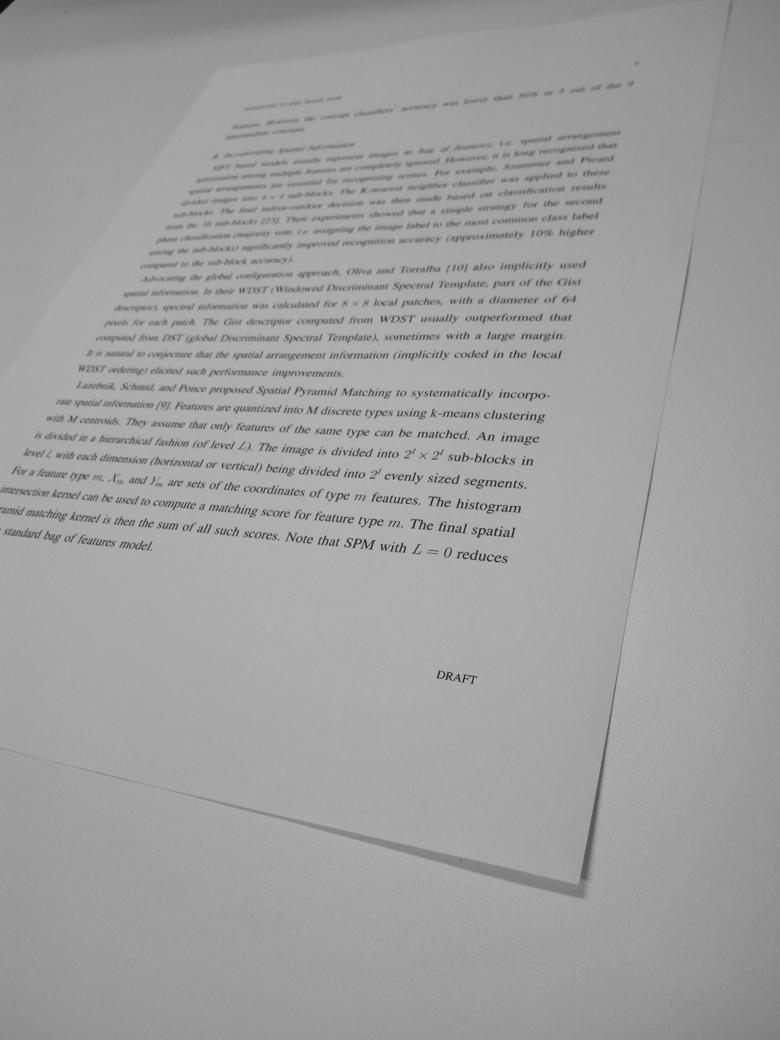 features. However, the concept classifiers' accuracy was lower than 50% in 5 out of the 9
intermediate concepts.
B. Incorporating Spatial Information
SIFT based models usually represent images as bag of features, i.e. spatial arrangement
information among multiple features are completely ignored. However, it is long recognized that
spatial arrangements are essential for recognizing scenes. For example, Szummer and Picard
divided images into 4 × 4 sub-blocks. The K-nearest neighbor classifier was applied to these
sub-blocks. The final indoor-outdoor decision was then made based on classification results
from the 16 sub-blocks [23]. Their experiments showed that a simple strategy for the second
phase classification (majority vote, i.e. assigning the image label to the most common class label
among the sub-blocks) significantly improved recognition accuracy (approximately 10% higher
compared to the sub-block accuracy).
Advocating the global configuration approach, Oliva and Torralba [10] also implicitly used
spatial information. In their WDST (Windowed Discriminant Spectral Template, part of the Gist
descriptor), spectral information was calculated for 8 × 8 local patches, with a diameter of 64
pixels for each patch. The Gist descriptor computed from WDST usually outperformed that
computed from DST (global Discriminant Spectral Template), sometimes with a large margin.
It is natural to conjecture that the spatial arrangement information (implicitly coded in the local
WDST ordering) elicited such performance improvements.
Lazebnik, Schmid, and Ponce proposed Spatial Pyramid Matching to systematically incorpo-
rate spatial information [9]. Features are quantized into M discrete types using k-means clustering
with M centroids. They assume that only features of the same type can be matched. An image
is divided in a hierarchical fashion (of level L). The image is divided into 2^l × 2^l sub-blocks in
level l, with each dimension (horizontal or vertical) being divided into 2^l evenly sized segments.
For a feature type m, X_m and Y_m are sets of the coordinates of type m features. The histogram
intersection kernel can be used to compute a matching score for feature type m. The final spatial
ramid matching kernel is then the sum of all such scores. Note that SPM with L = 0 reduces
standard bag of features model.
DRAFT